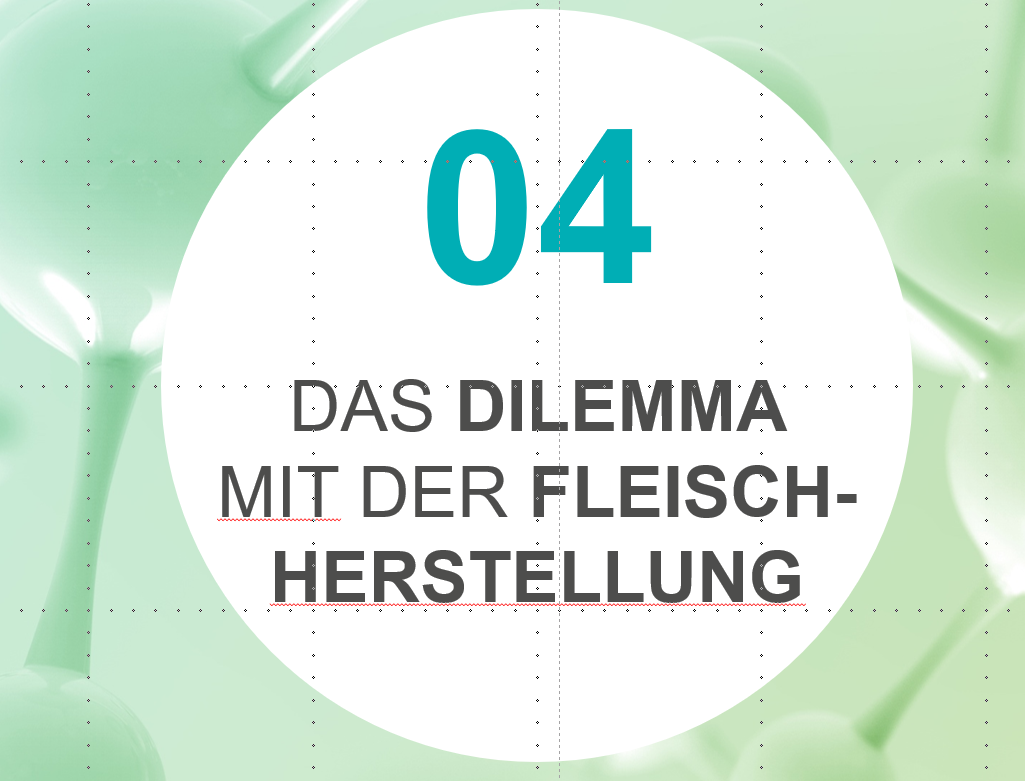 04
DAS DILEMMA
MIT DER FLEISCH-
HERSTELLUNG